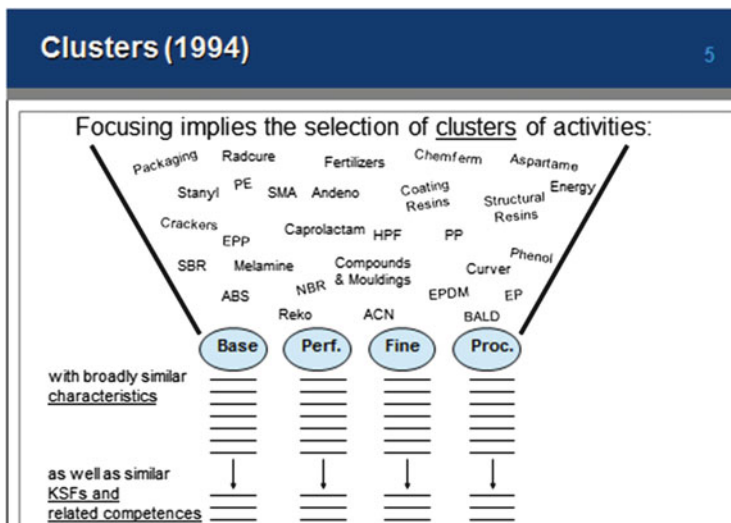 Clusters (1994)
5
Focusing implies the selection of clusters of activities:
Packaging Radcure Fertilizers Chemferm Aspartame
Stanyl PE SMA Andeno Coating Resins Structural Resins Energy
Crackers EPP Caprolactam HPF PP Phenol
SBR Melamine NBR Compounds & Mouldings Curver
ABS EPDM EP
Reko ACN BALD
Base Perf. Fine Proc.
with broadly similar
characteristics
as well as similar
KSFs and
related competences